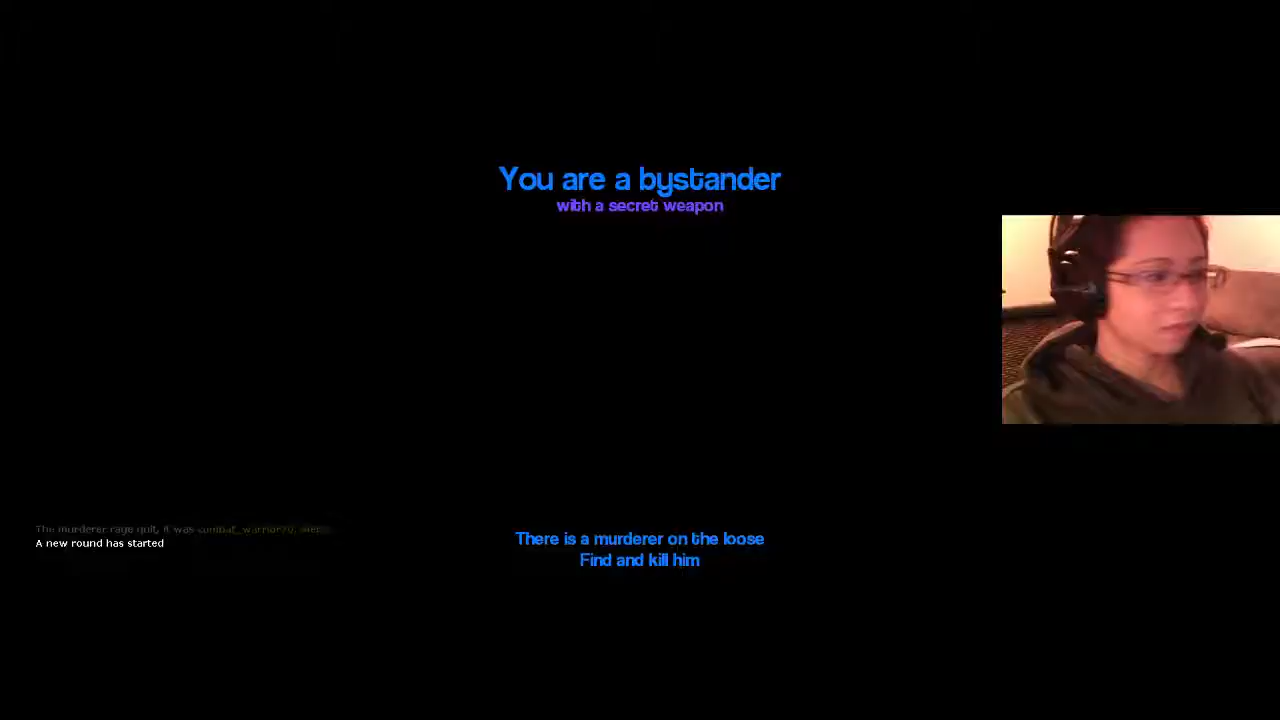 You are a bystander
with a secret weapon
The murderer rage quit, it was
A new round has started
There is a murderer on the loose
Find and kill him